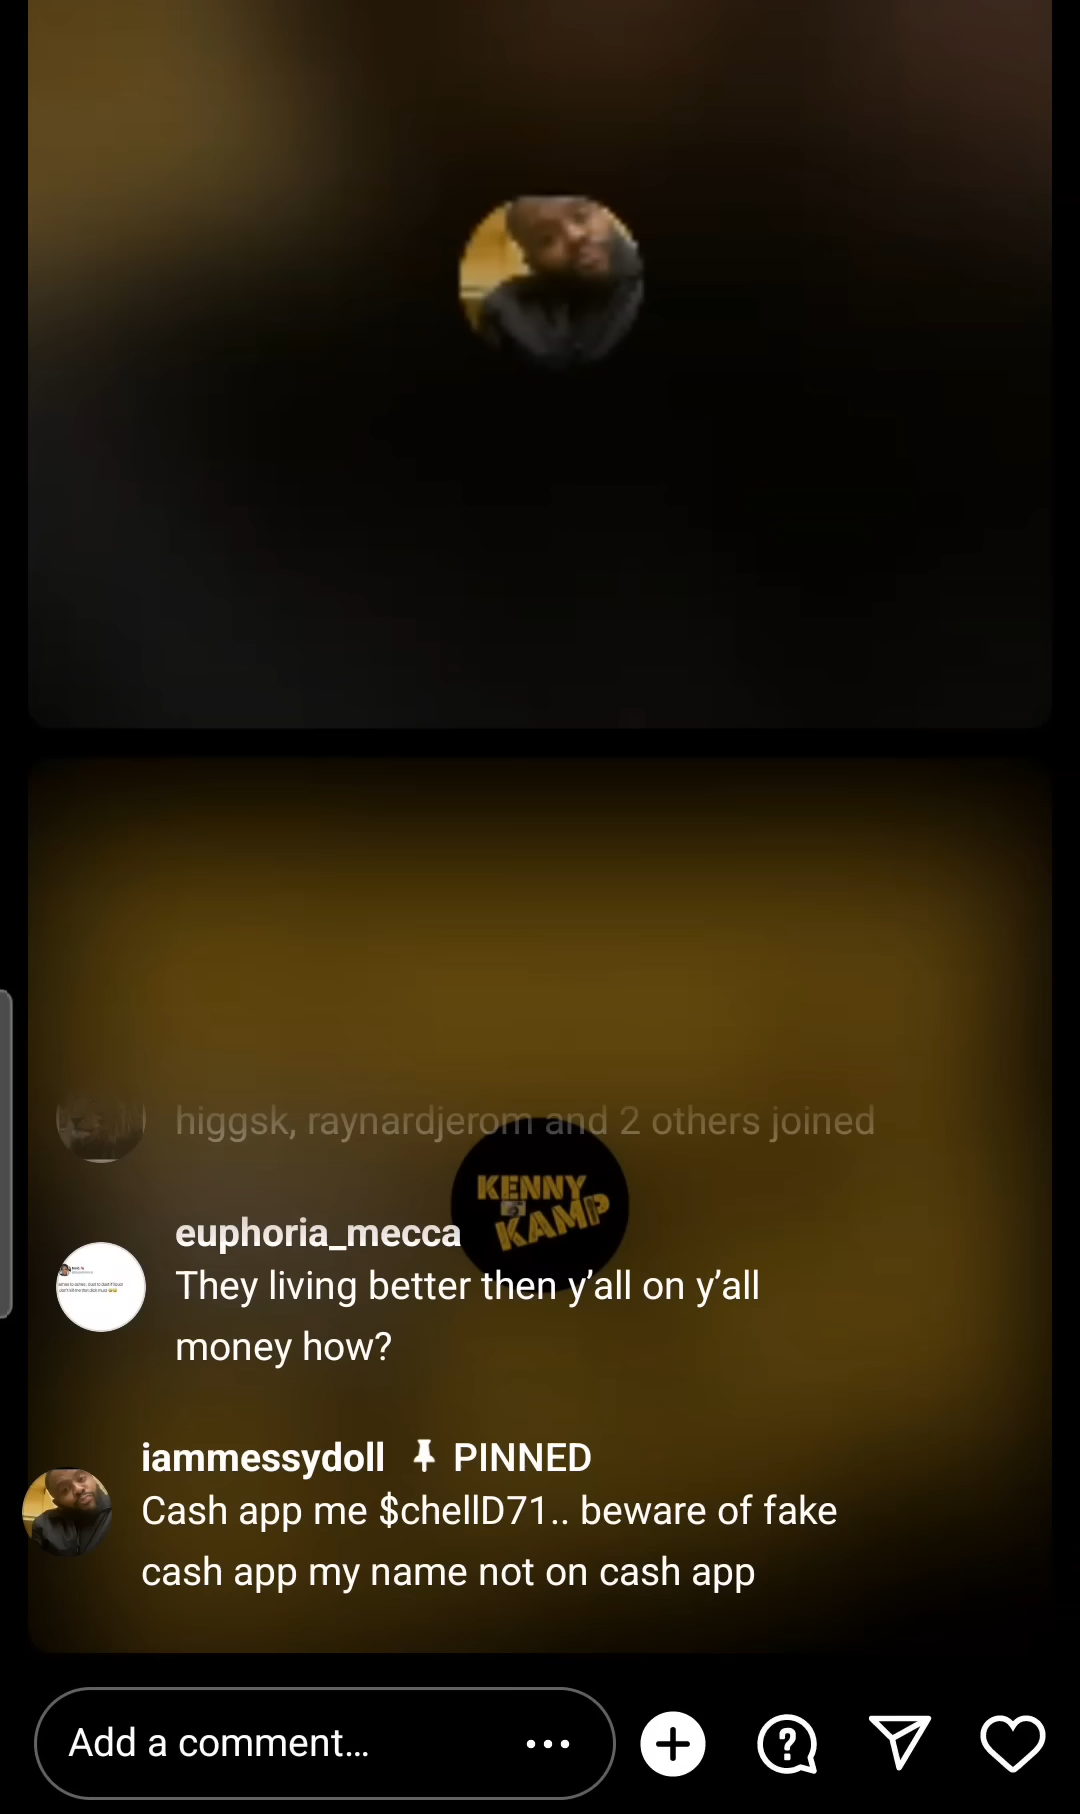 higgsk, raynardjerom and 2 others joined
KENNY
KAMP
euphoria_mecca
They living better then y’all on y’all
money how?
iammessydoll PINNED
Cash app me $chellD71.. beware of fake
cash app my name not on cash app
Add a comment...